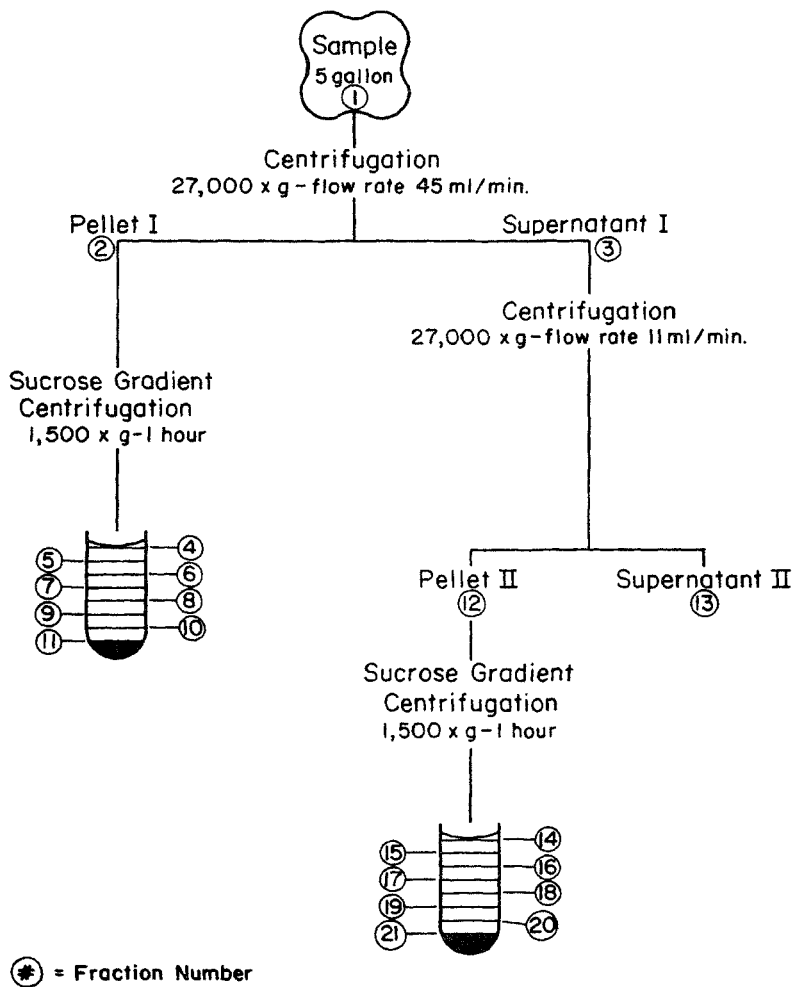 Sample
5 gallon
1
Centrifugation
27,000 x g-flow rate 45 ml/min.
Pellet I
2
Supernatant I
3
Centrifugation
27,000 x g-flow rate 11 ml/min.
Sucrose Gradient
Centrifugation
1,500 x g-1 hour
4
5
6
7
8
9
10
11
Pellet II
12
Supernatant II
13
Sucrose Gradient
Centrifugation
1,500 x g-1 hour
14
15
16
17
18
19
20
21
# = Fraction Number